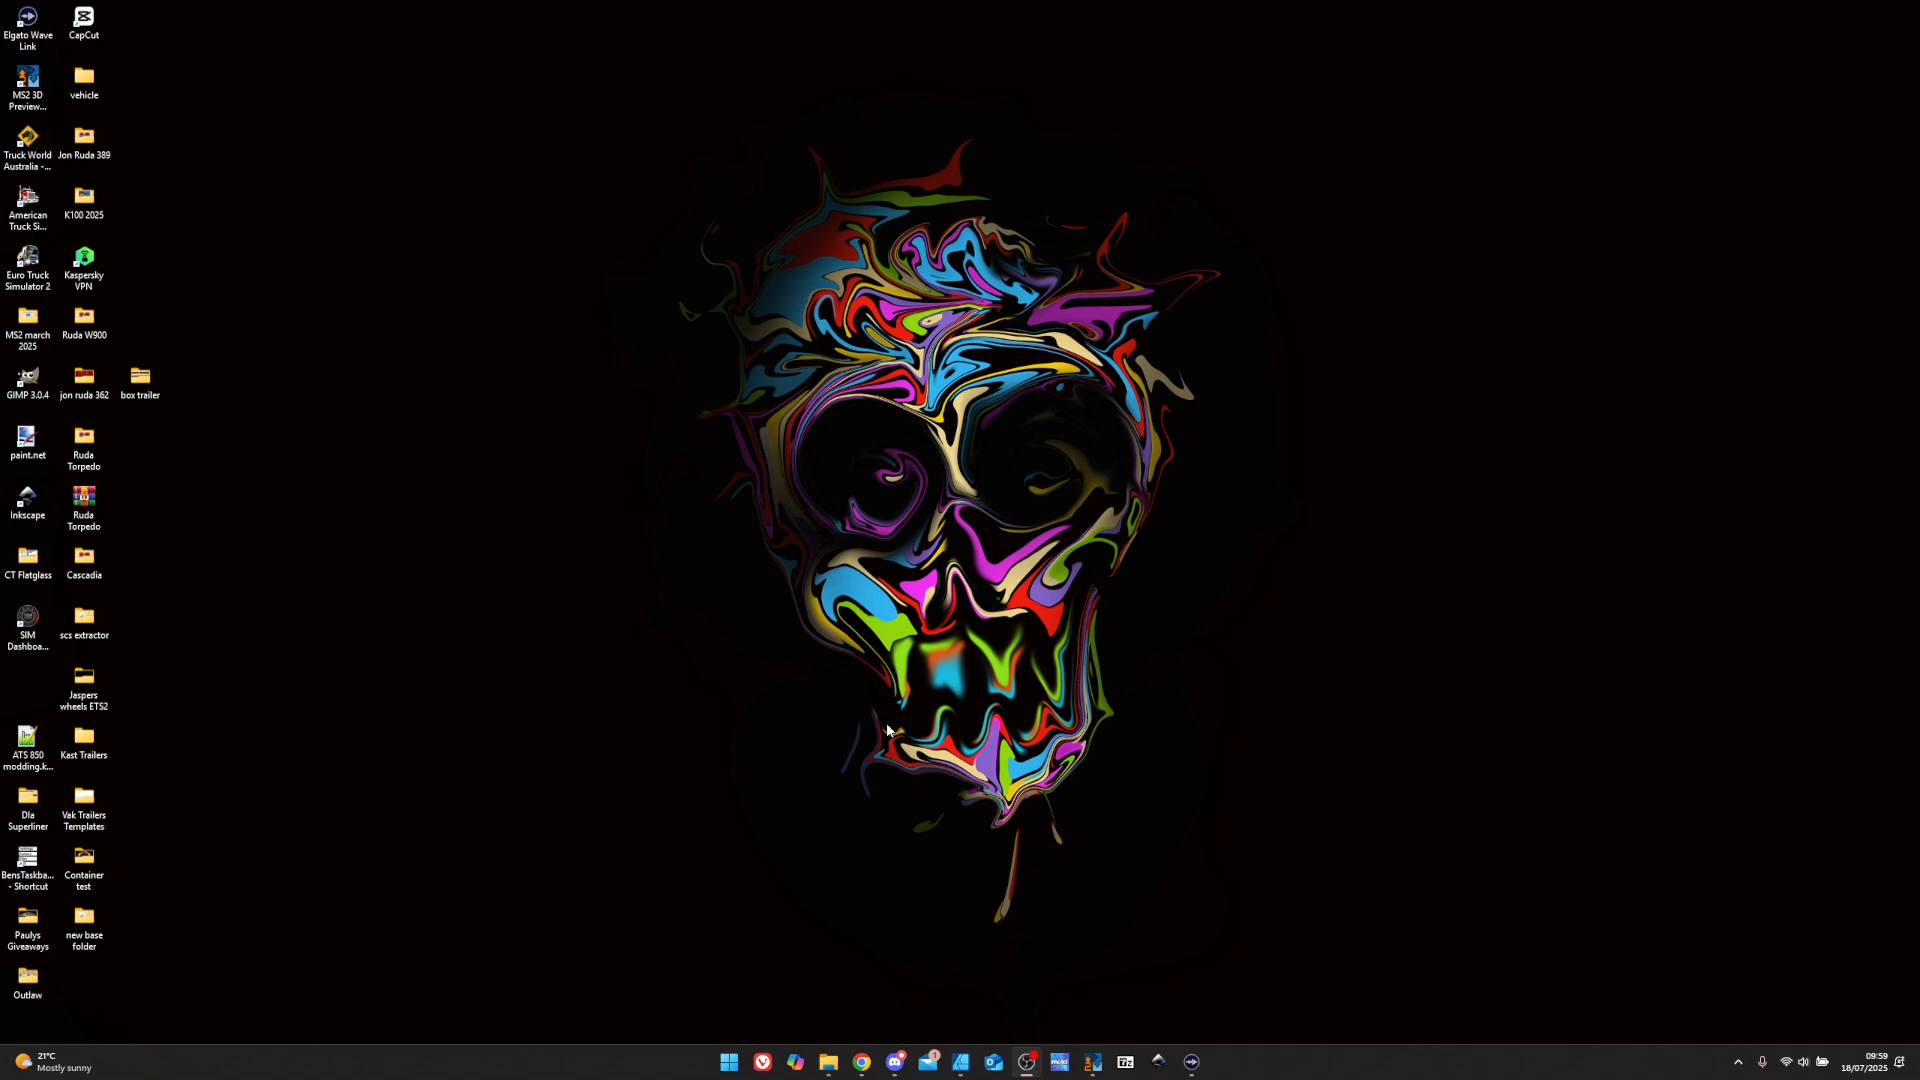 Elgato Wave
Link
CapCut
MS2 3D
Preview...
vehicle
Truck World
Australia -...
Jon Ruda 389
American
Truck Si...
K100 2025
Euro Truck
Simulator 2
Kaspersky
VPN
MS2 march
2025
Ruda W900
GIMP 3.0.4
jon ruda 362
box trailer
paint.net
Ruda
Torpedo
Inkscape
Ruda
Torpedo
CT Flatglass
Cascadia
SIM
Dashboa...
scs extractor
Jaspers
wheels ETS2
ATS 850
modding.k...
Kast Trailers
Dla
Superliner
Vak Trailers
Templates
BensTaskba...
- Shortcut
Container
test
Paulys
Giveaways
new base
folder
Outlaw
21°C
Mostly sunny
1
7z
09:59
18/07/2025